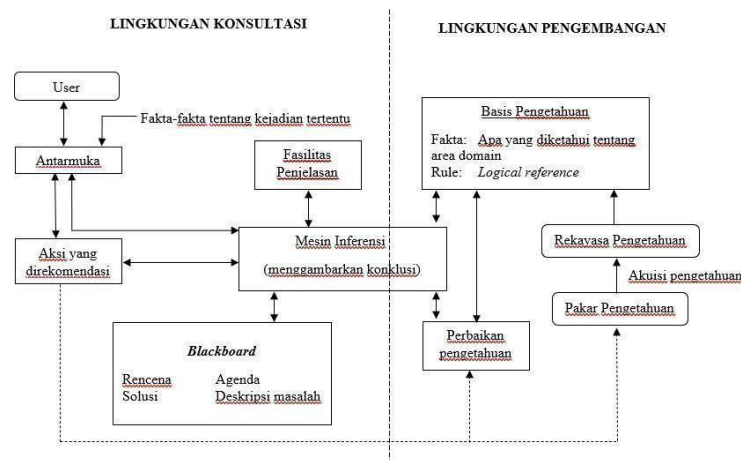 LINGKUNGAN KONSULTASI
LINGKUNGAN PENGEMBANGAN
User
Fakta-fakta tentang kejadian tertentu
Antarmuka
Fasilitas
Penjelasan
Basis Pengetahuan
Fakta: Apa yang diketahui tentang
area domain
Rule: Logical reference
Aksi yang
direkomendasi
Mesin Inferensi
(menggambarkan konklusi)
Rekayasa Pengetahuan
Akuisi pengetahuan
Pakar Pengetahuan
Perbaikan
pengetahuan
Blackboard
Rencena Agenda
Solusi Deskripsi masalah